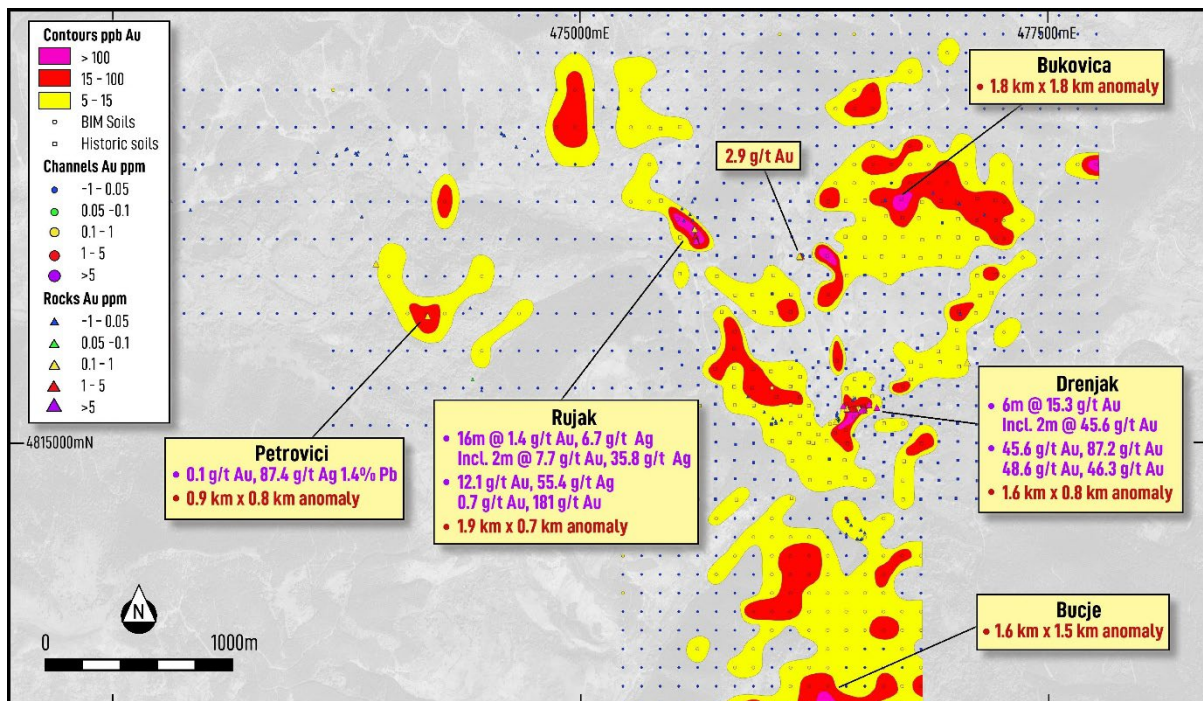 Contours ppb Au
> 100
15 - 100
5 - 15
BIM Soils
Historic soils
Channels Au ppm
-1 - 0.05
0.05 -0.1
0.1 - 1
1 - 5
>5
Rocks Au ppm
-1 - 0.05
0.05 -0.1
0.1 - 1
1 - 5
>5
475000mE
477500mE
4815000mN
Bukovica
• 1.8 km x 1.8 km anomaly
2.9 g/t Au
Petrovici
• 0.1 g/t Au, 87.4 g/t Ag 1.4% Pb
• 0.9 km x 0.8 km anomaly
Rujak
• 16m @ 1.4 g/t Au, 6.7 g/t Ag
Incl. 2m @ 7.7 g/t Au, 35.8 g/t Ag
• 12.1 g/t Au, 55.4 g/t Ag
0.7 g/t Au, 181 g/t Au
• 1.9 km x 0.7 km anomaly
Drenjak
• 6m @ 15.3 g/t Au
Incl. 2m @ 45.6 g/t Au
• 45.6 g/t Au, 87.2 g/t Au
48.6 g/t Au, 46.3 g/t Au
• 1.6 km x 0.8 km anomaly
Bucje
• 1.6 km x 1.5 km anomaly
N
0
1000m